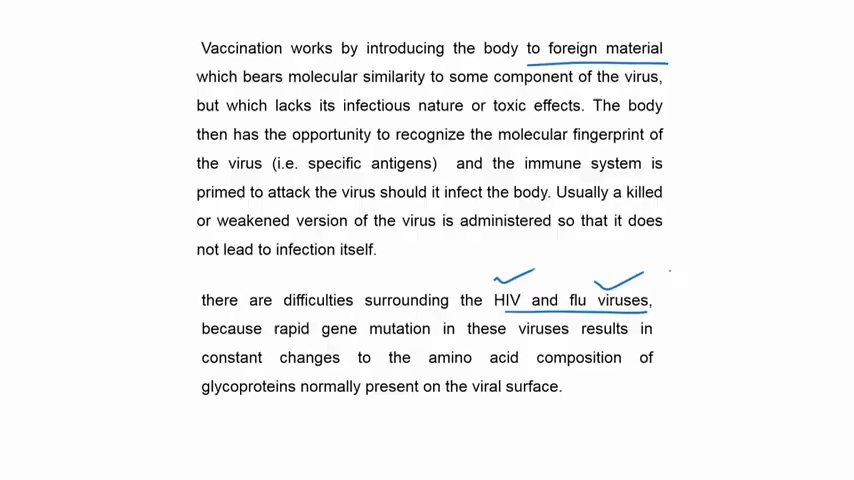 Vaccination works by introducing the body to foreign material
which bears molecular similarity to some component of the virus,
but which lacks its infectious nature or toxic effects. The body
then has the opportunity to recognize the molecular fingerprint of
the virus (i.e. specific antigens) and the immune system is
primed to attack the virus should it infect the body. Usually a killed
or weakened version of the virus is administered so that it does
not lead to infection itself.
there are difficulties surrounding the HIV and flu viruses,
because rapid gene mutation in these viruses results in
constant changes to the amino acid composition of
glycoproteins normally present on the viral surface.